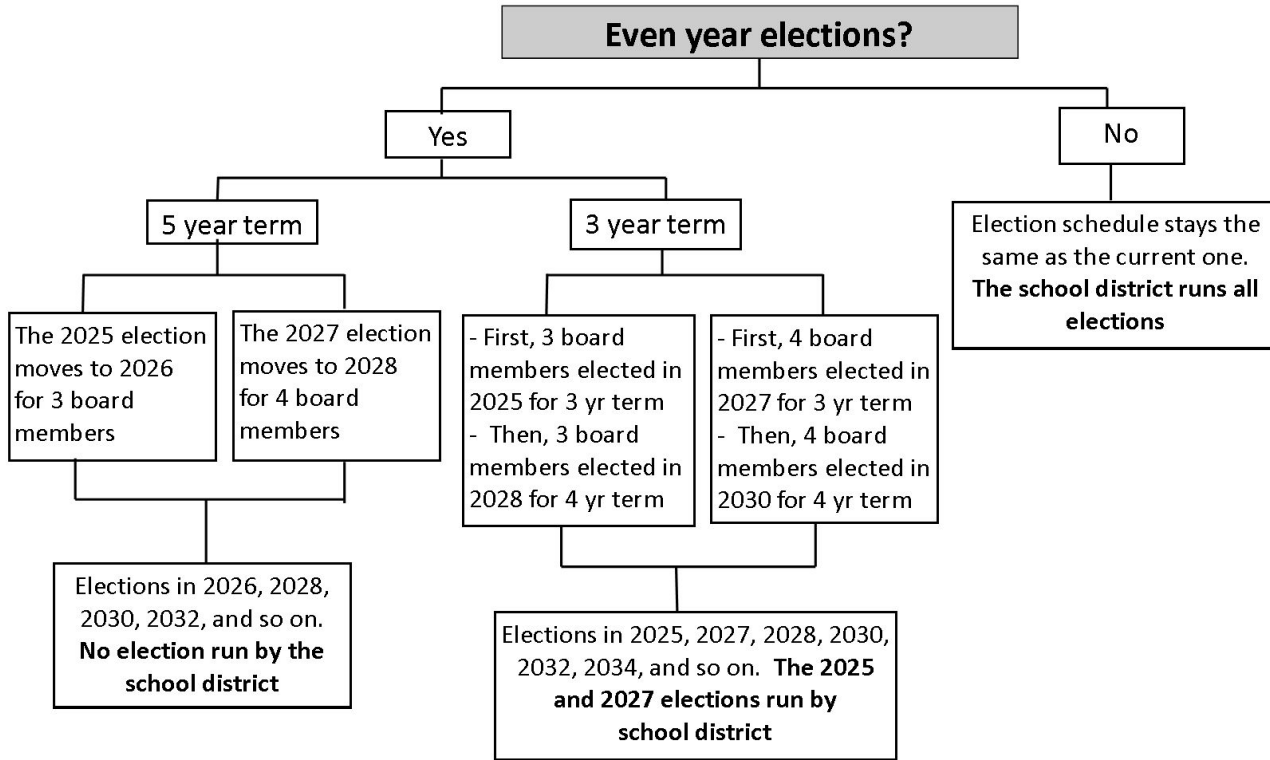 Even year elections?
Yes
No
5 year term
3 year term
Election schedule stays the
same as the current one.
The school district runs all
elections
The 2025 election
moves to 2026
for 3 board
members
The 2027 election
moves to 2028
for 4 board
members
- First, 3 board
members elected in
2025 for 3 yr term
- Then, 3 board
members elected in
2028 for 4 yr term
- First, 4 board
members elected in
2027 for 3 yr term
- Then, 4 board
members elected in
2030 for 4 yr term
Elections in 2026, 2028,
2030, 2032, and so on.
No election run by the
school district
Elections in 2025, 2027, 2028, 2030,
2032, 2034, and so on. The 2025
and 2027 elections run by
school district